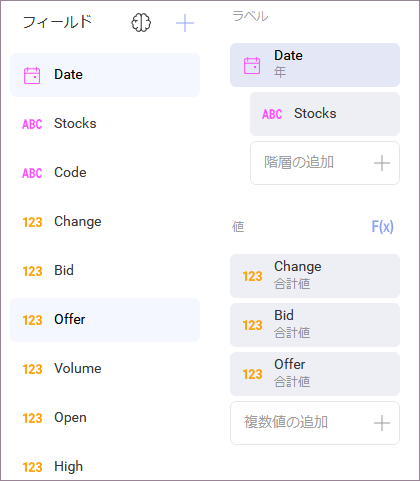 フィールド
Date
ABC Stocks
ABC Code
123 Change
123 Bid
123 Offer
123 Volume
123 Open
123 High
ラベル
Date
年
ABC Stocks
階層の追加
値
F(x)
123 Change
合計値
123 Bid
合計値
123 Offer
合計値
複数値の追加